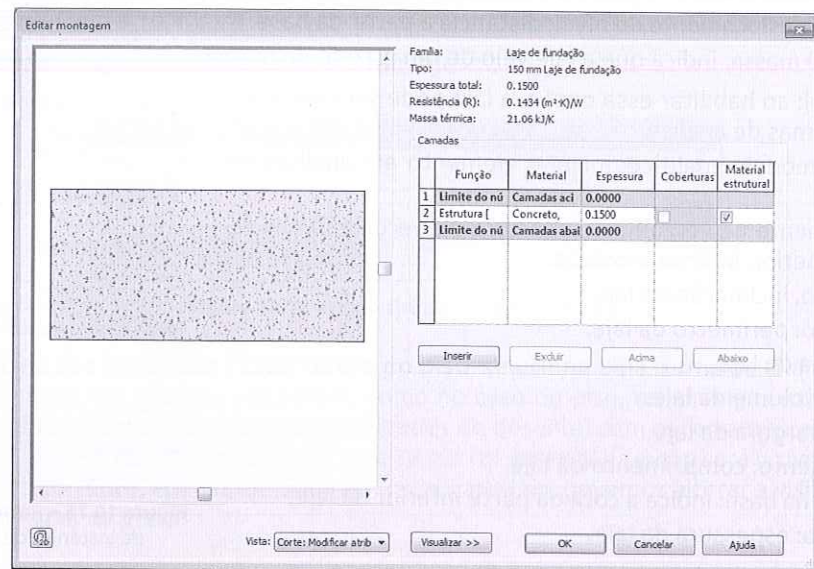 Editar montagem
Família: Laje de fundação
Tipo: 150 mm Laje de fundação
Espessura total: 0.1500
Resistência (R): 0.1434 (m²·K)/W
Massa térmica: 21.06 kJ/K
Camadas
Função Material Espessura Coberturas Material estrutural
1 Limite do nú Camadas aci 0.0000
2 Estrutura [ Concreto, 0.1500
3 Limite do nú Camadas abai 0.0000
Inserir Excluir Acima Abaixo
Vista: Corte: Modificar atrib Visualizar >> OK Cancelar Ajuda